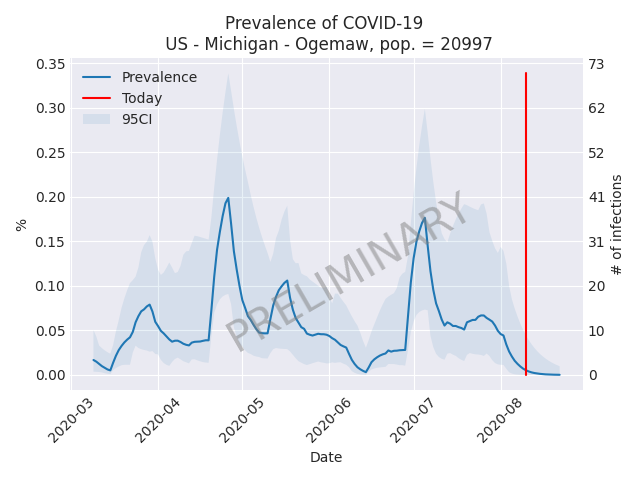 Prevalence of COVID-19
US - Michigan - Ogemaw, pop. = 20997
0.35
0.30
0.25
0.20
0.15
0.10
0.05
0.00
%
Prevalence
Today
95CI
PRELIMINARY
73
62
52
41
31
20
10
0
# of infections
2020-03
2020-04
2020-05
2020-06
2020-07
2020-08
Date